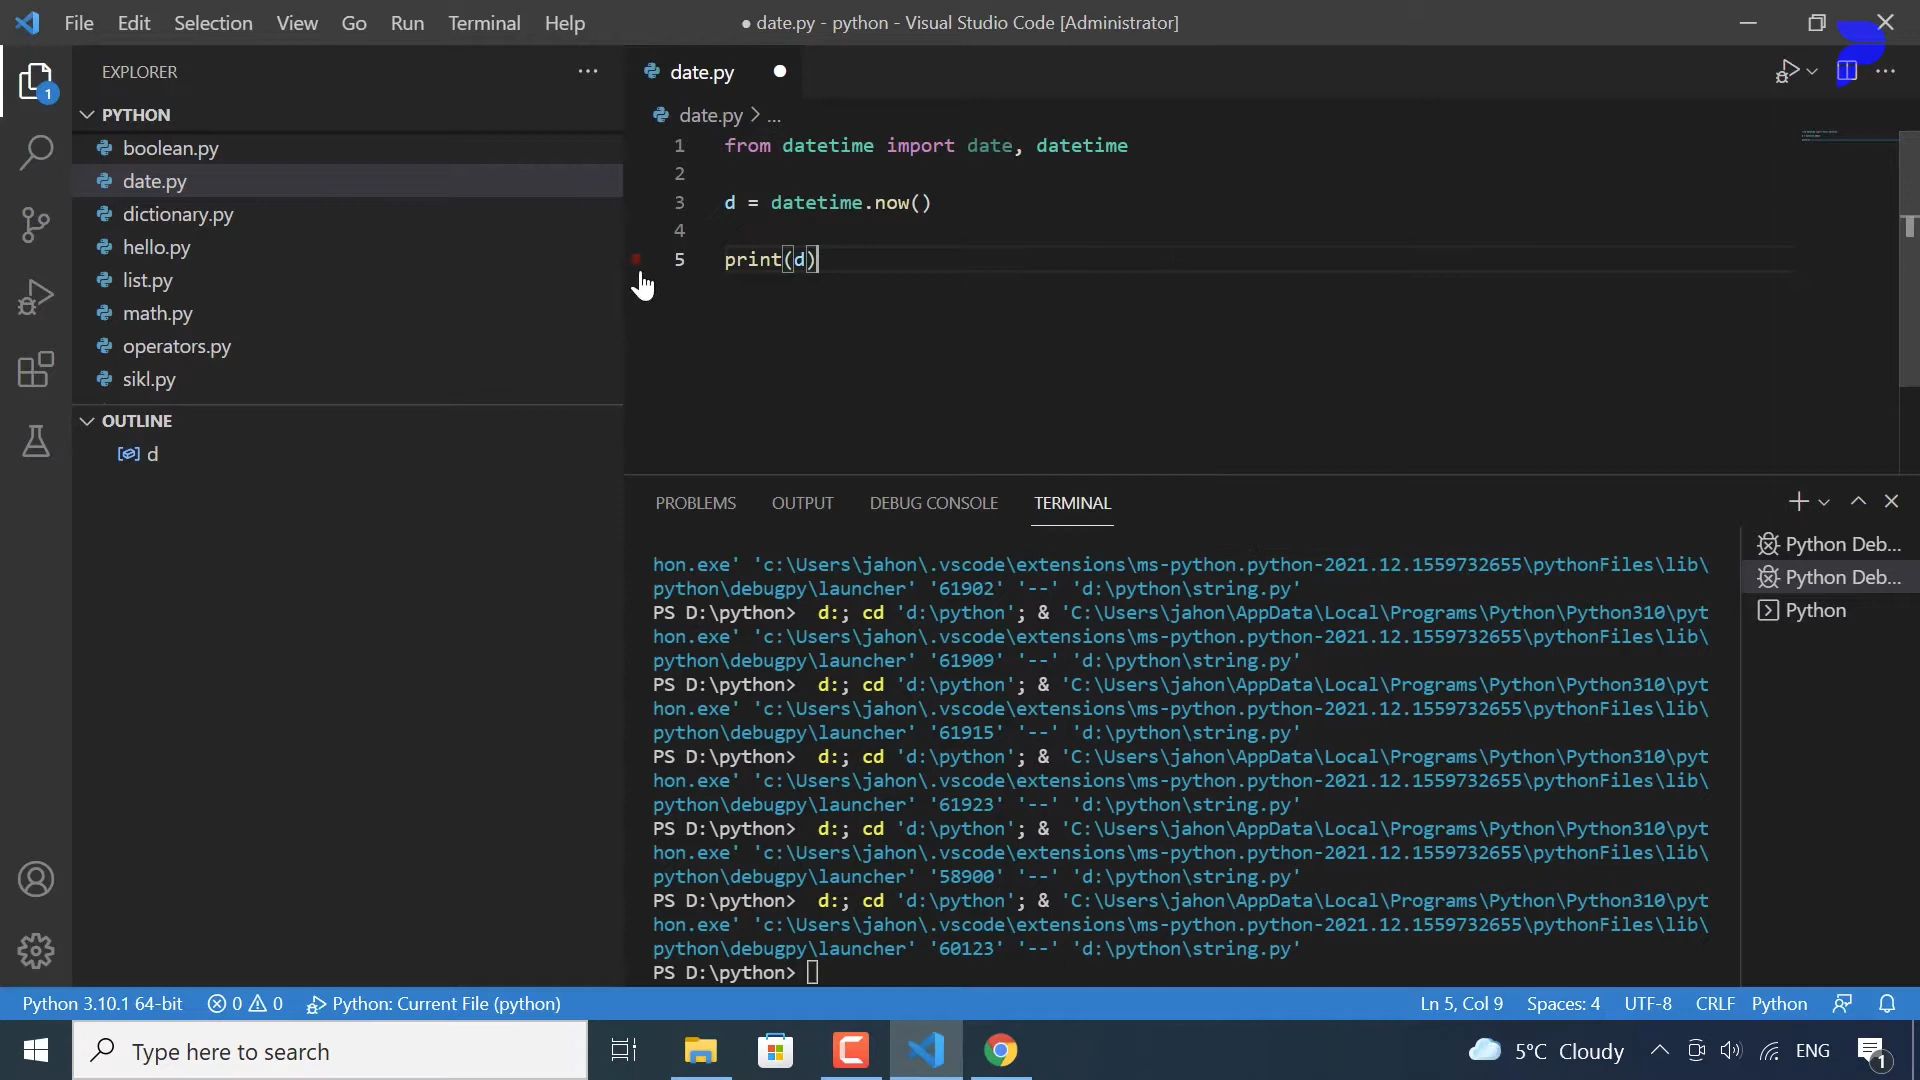 File Edit Selection View Go Run Terminal Help ● date.py - python - Visual Studio Code [Administrator]
EXPLORER ...
date.py ●
PYTHON
date.py > ...
boolean.py
date.py
dictionary.py
hello.py
list.py
math.py
operators.py
sikl.py
1 from datetime import date, datetime
2
3 d = datetime.now()
4
5 print(d)
OUTLINE
d
PROBLEMS OUTPUT DEBUG CONSOLE TERMINAL
hon.exe' 'c:\Users\jahon\.vscode\extensions\ms-python.python-2021.12.1559732655\pythonFiles\lib\
python\debugpy\launcher' '61902' '--' 'd:\python\string.py'
PS D:\python>  d:; cd 'd:\python'; & 'C:\Users\jahon\AppData\Local\Programs\Python\Python310\pyt
hon.exe' 'c:\Users\jahon\.vscode\extensions\ms-python.python-2021.12.1559732655\pythonFiles\lib\
python\debugpy\launcher' '61909' '--' 'd:\python\string.py'
PS D:\python>  d:; cd 'd:\python'; & 'C:\Users\jahon\AppData\Local\Programs\Python\Python310\pyt
hon.exe' 'c:\Users\jahon\.vscode\extensions\ms-python.python-2021.12.1559732655\pythonFiles\lib\
python\debugpy\launcher' '61915' '--' 'd:\python\string.py'
PS D:\python>  d:; cd 'd:\python'; & 'C:\Users\jahon\AppData\Local\Programs\Python\Python310\pyt
hon.exe' 'c:\Users\jahon\.vscode\extensions\ms-python.python-2021.12.1559732655\pythonFiles\lib\
python\debugpy\launcher' '61923' '--' 'd:\python\string.py'
PS D:\python>  d:; cd 'd:\python'; & 'C:\Users\jahon\AppData\Local\Programs\Python\Python310\pyt
hon.exe' 'c:\Users\jahon\.vscode\extensions\ms-python.python-2021.12.1559732655\pythonFiles\lib\
python\debugpy\launcher' '58900' '--' 'd:\python\string.py'
PS D:\python>  d:; cd 'd:\python'; & 'C:\Users\jahon\AppData\Local\Programs\Python\Python310\pyt
hon.exe' 'c:\Users\jahon\.vscode\extensions\ms-python.python-2021.12.1559732655\pythonFiles\lib\
python\debugpy\launcher' '60123' '--' 'd:\python\string.py'
PS D:\python>
Python Deb...
Python Deb...
Python
1
Python 3.10.1 64-bit 0 0 Python: Current File (python) Ln 5, Col 9 Spaces: 4 UTF-8 CRLF Python
Type here to search 5°C Cloudy ENG 1